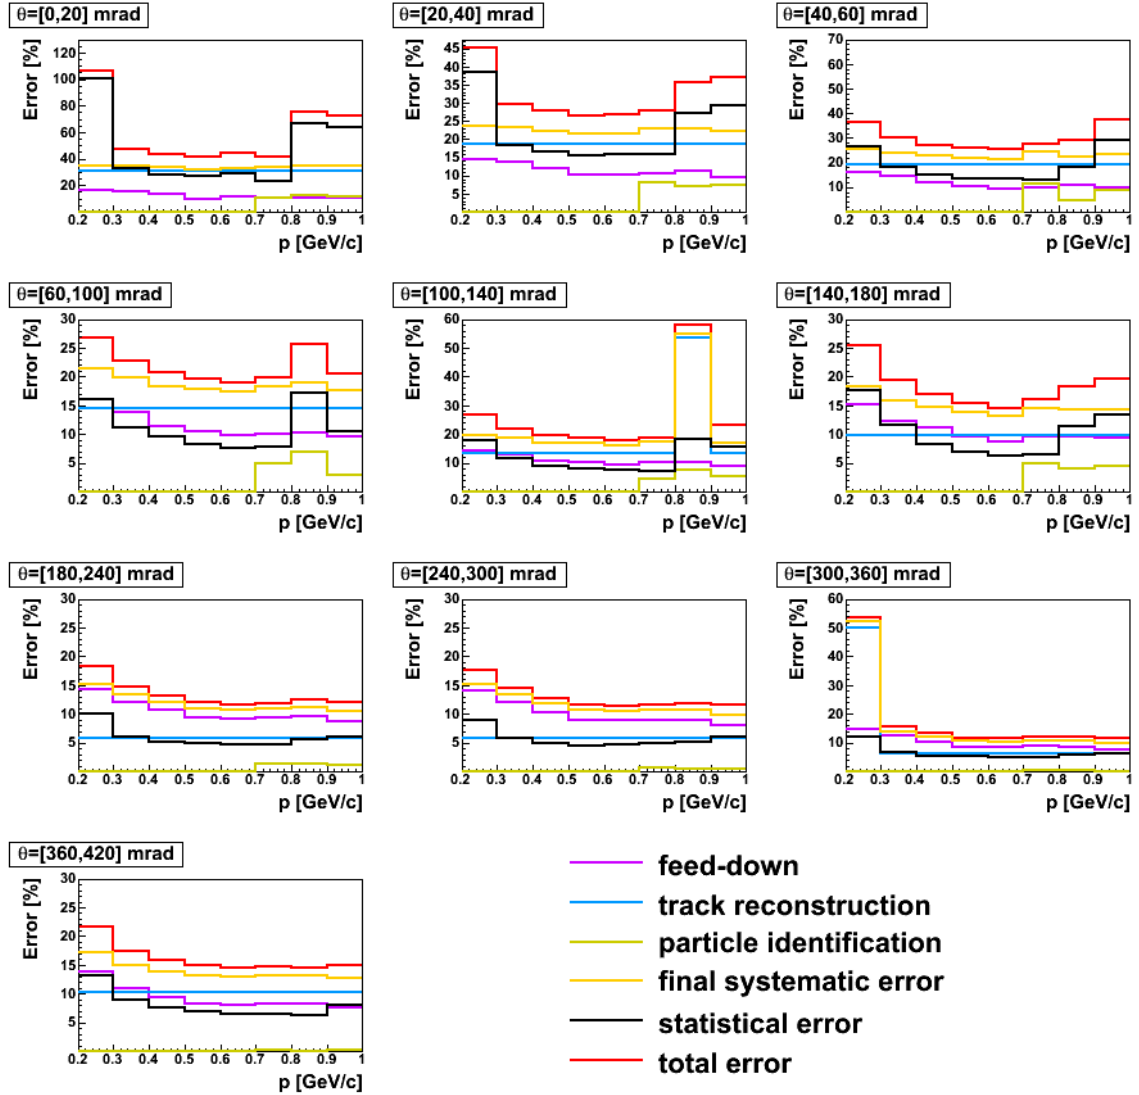 θ=[0,20] mrad
Error [%]
120
100
80
60
40
20
0.2 0.3 0.4 0.5 0.6 0.7 0.8 0.9 1
p [GeV/c]
θ=[20,40] mrad
Error [%]
45
40
35
30
25
20
15
10
5
0.2 0.3 0.4 0.5 0.6 0.7 0.8 0.9 1
p [GeV/c]
θ=[40,60] mrad
Error [%]
70
60
50
40
30
20
10
0.2 0.3 0.4 0.5 0.6 0.7 0.8 0.9 1
p [GeV/c]
θ=[60,100] mrad
Error [%]
30
25
20
15
10
5
0.2 0.3 0.4 0.5 0.6 0.7 0.8 0.9 1
p [GeV/c]
θ=[100,140] mrad
Error [%]
60
50
40
30
20
10
0.2 0.3 0.4 0.5 0.6 0.7 0.8 0.9 1
p [GeV/c]
θ=[140,180] mrad
Error [%]
30
25
20
15
10
5
0.2 0.3 0.4 0.5 0.6 0.7 0.8 0.9 1
p [GeV/c]
θ=[180,240] mrad
Error [%]
30
25
20
15
10
5
0.2 0.3 0.4 0.5 0.6 0.7 0.8 0.9 1
p [GeV/c]
θ=[240,300] mrad
Error [%]
30
25
20
15
10
5
0.2 0.3 0.4 0.5 0.6 0.7 0.8 0.9 1
p [GeV/c]
θ=[300,360] mrad
Error [%]
60
50
40
30
20
10
0.2 0.3 0.4 0.5 0.6 0.7 0.8 0.9 1
p [GeV/c]
θ=[360,420] mrad
Error [%]
30
25
20
15
10
5
0.2 0.3 0.4 0.5 0.6 0.7 0.8 0.9 1
p [GeV/c]
feed-down
track reconstruction
particle identification
final systematic error
statistical error
total error